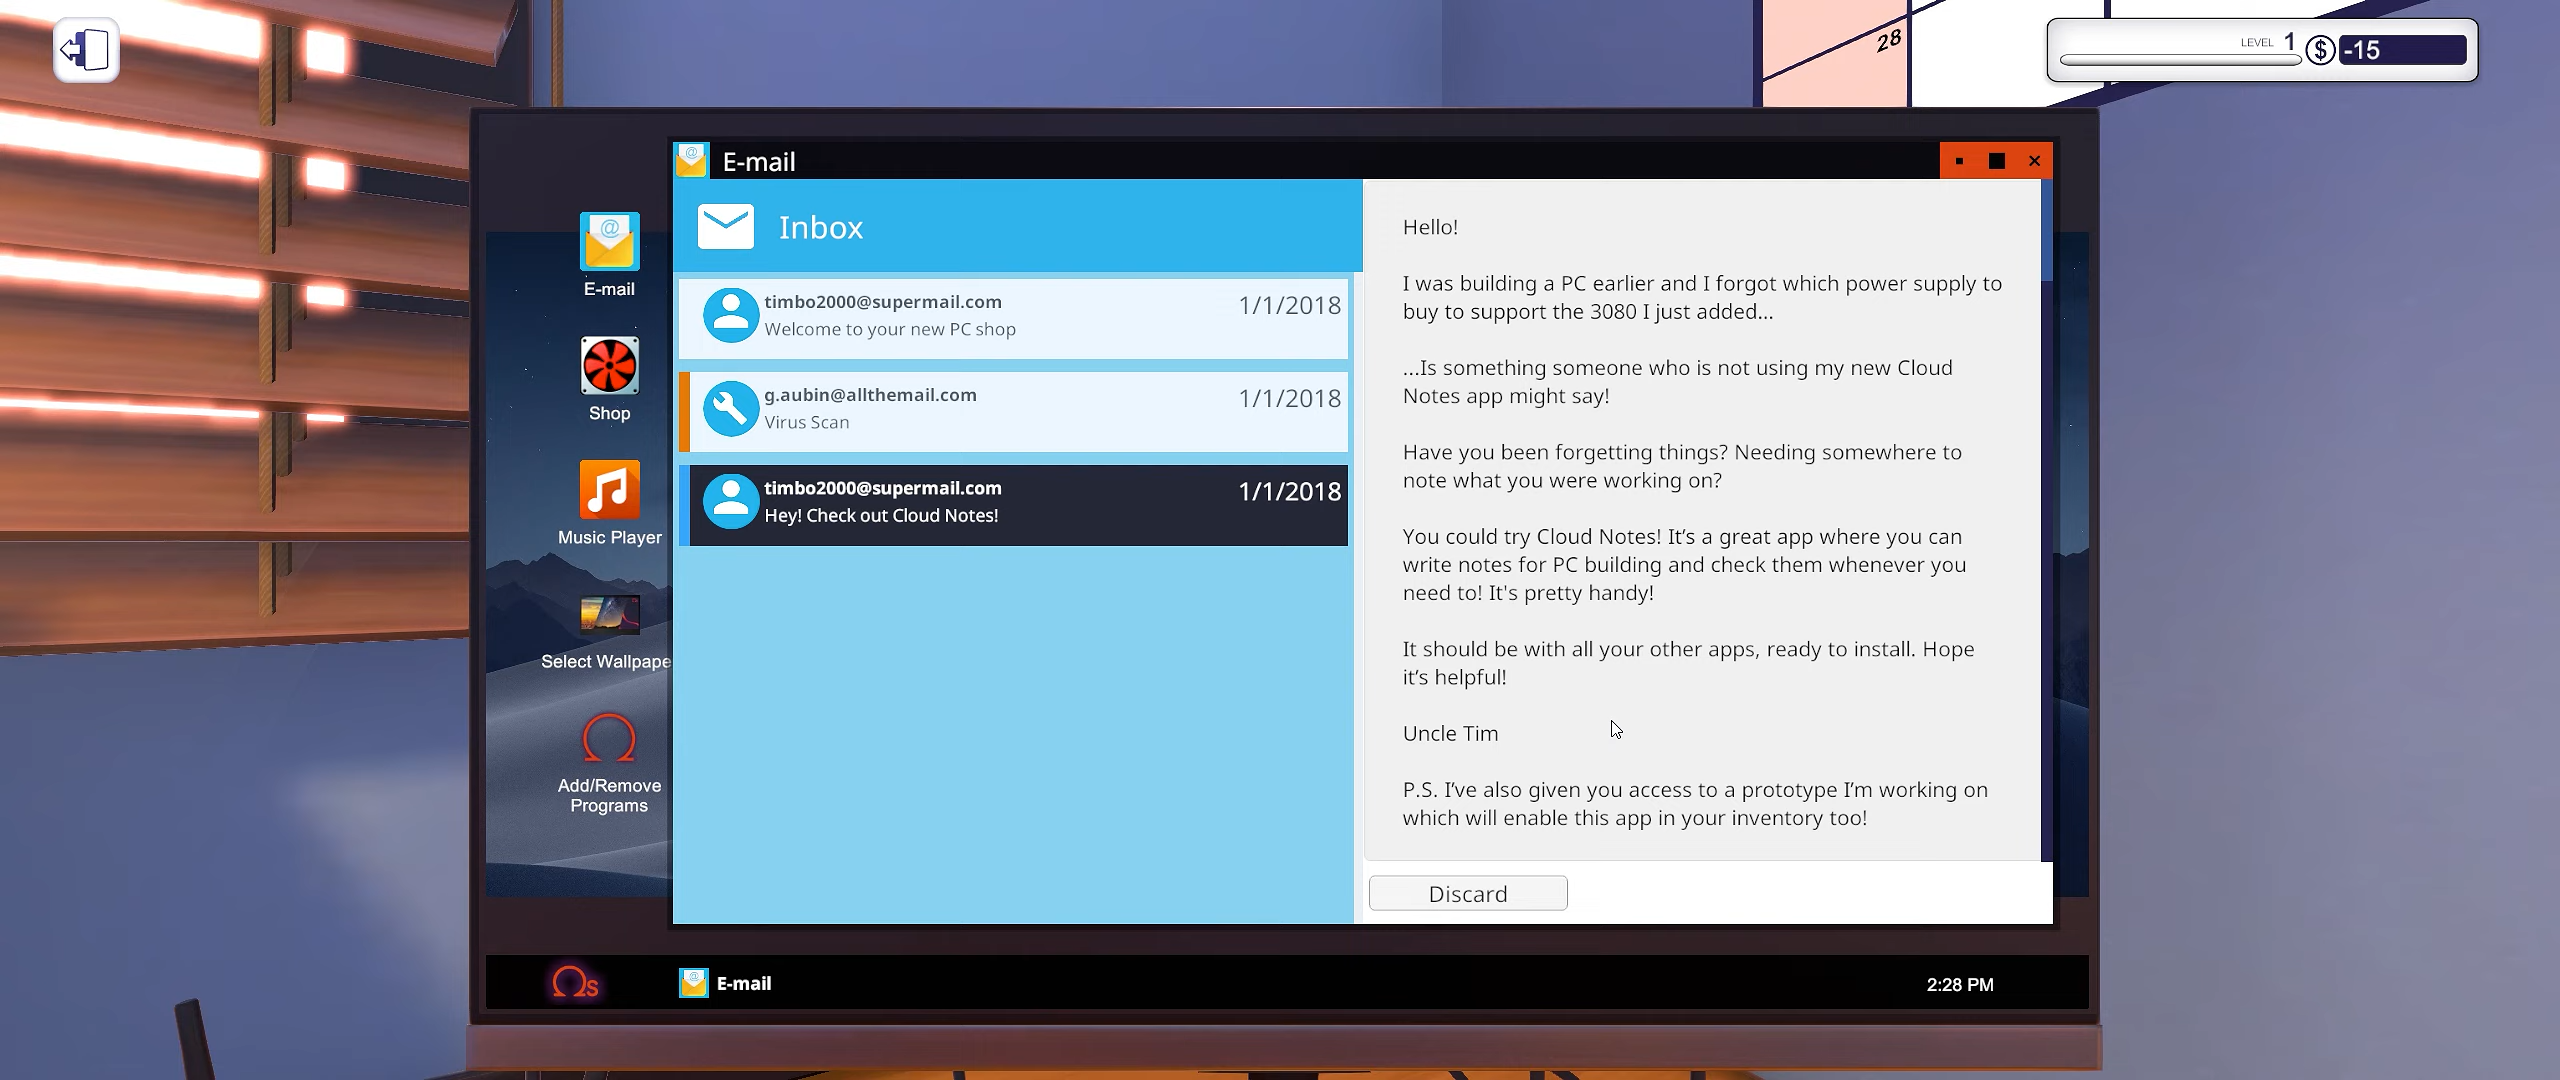 28
LEVEL 1 $ -15
E-mail
Inbox
timbo2000@supermail.com 1/1/2018
Welcome to your new PC shop
g.aubin@allthemail.com 1/1/2018
Virus Scan
timbo2000@supermail.com 1/1/2018
Hey! Check out Cloud Notes!
Hello!
I was building a PC earlier and I forgot which power supply to
buy to support the 3080 I just added...
...Is something someone who is not using my new Cloud
Notes app might say!
Have you been forgetting things? Needing somewhere to
note what you were working on?
You could try Cloud Notes! It’s a great app where you can
write notes for PC building and check them whenever you
need to! It's pretty handy!
It should be with all your other apps, ready to install. Hope
it’s helpful!
Uncle Tim
P.S. I’ve also given you access to a prototype I’m working on
which will enable this app in your inventory too!
Discard
E-mail
Shop
Music Player
Select Wallpape
Add/Remove
Programs
Ωs
E-mail
2:28 PM